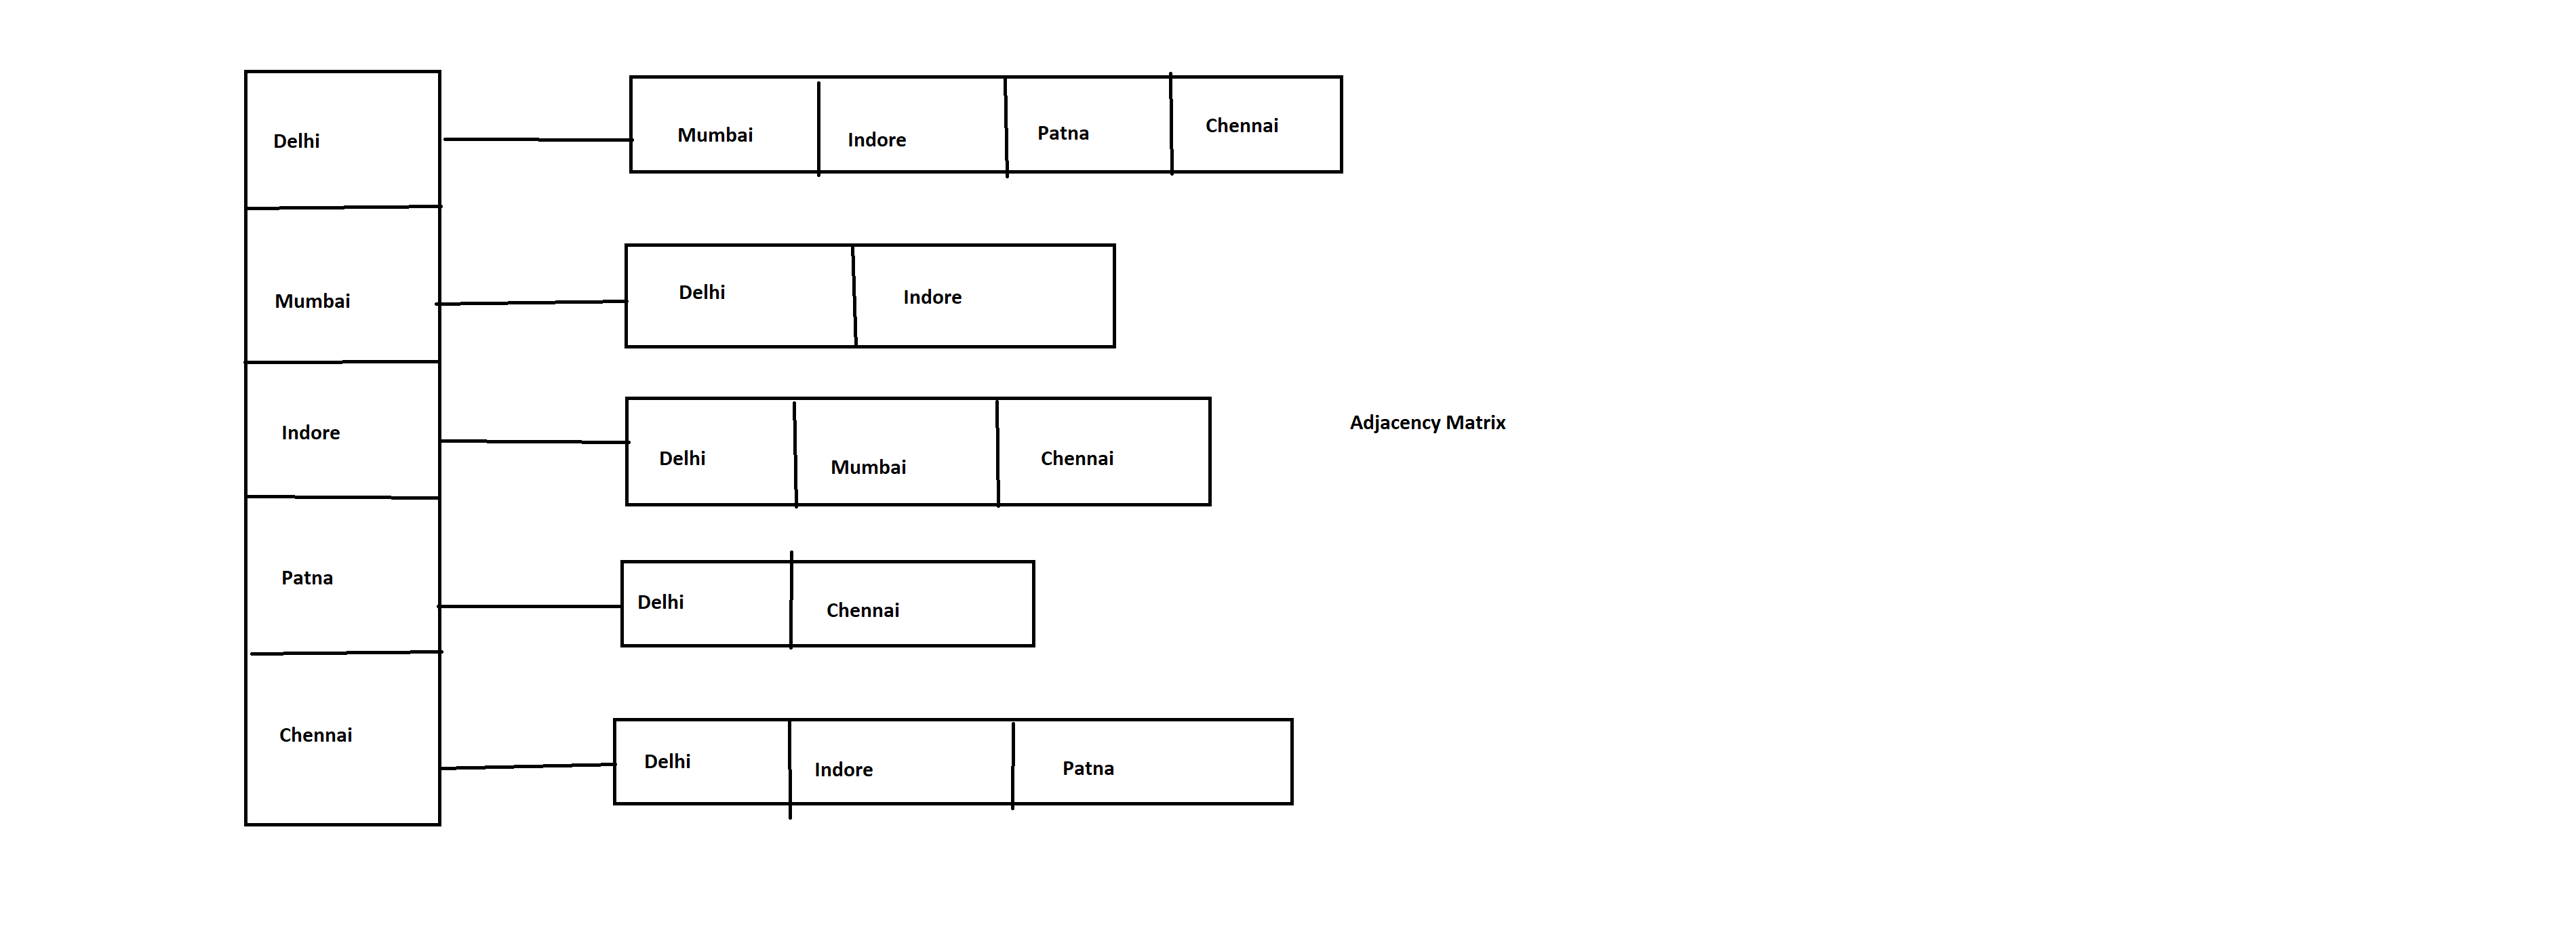 Delhi
Mumbai Indore Patna Chennai
Mumbai
Delhi Indore
Indore
Delhi Mumbai Chennai
Adjacency Matrix
Patna
Delhi Chennai
Chennai
Delhi Indore Patna